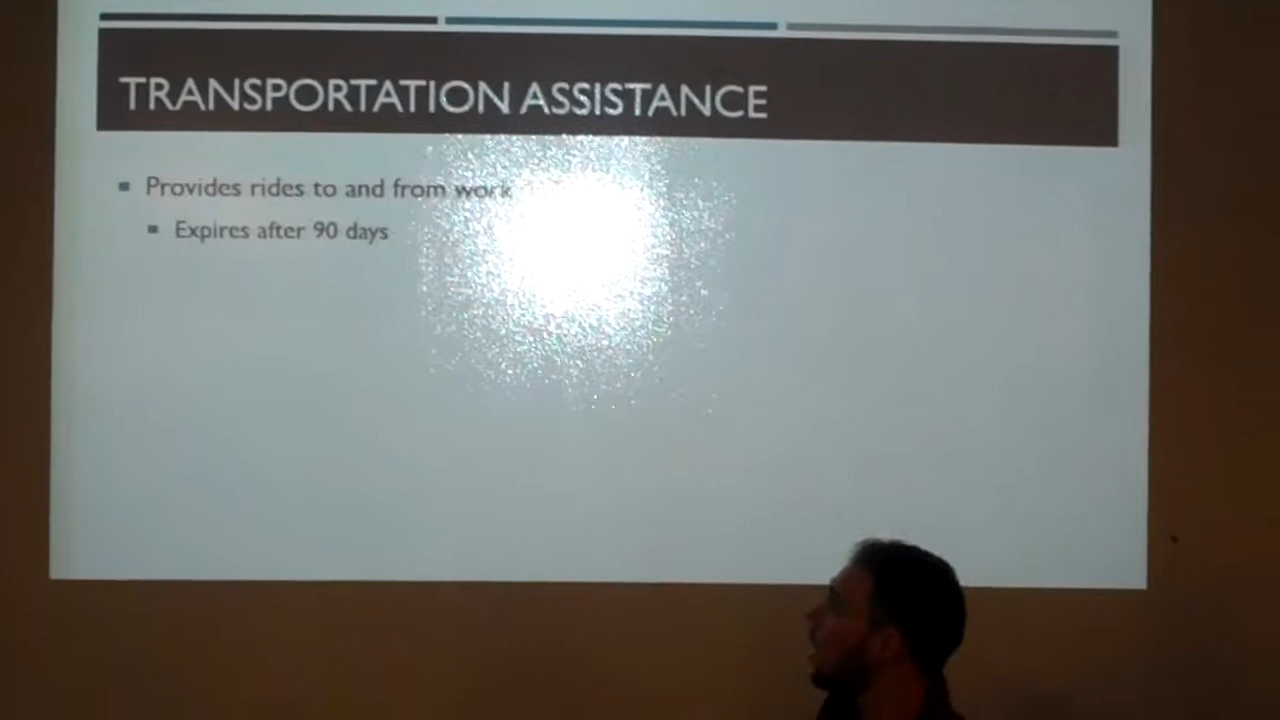 TRANSPORTATION ASSISTANCE
Provides rides to and from work
Expires after 90 days